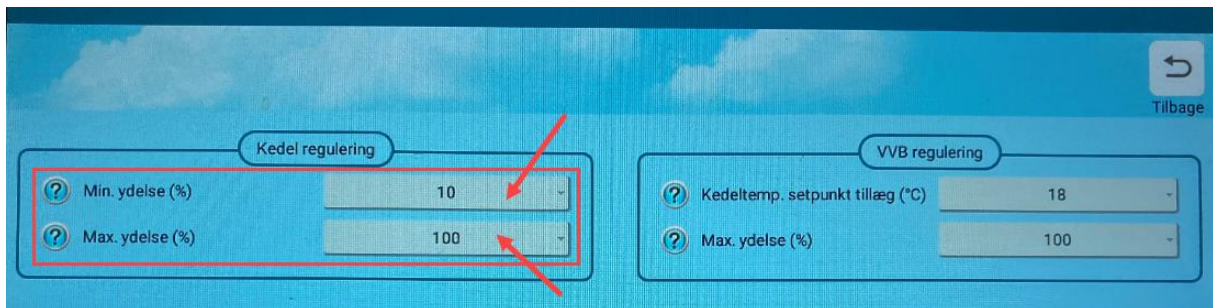 Tilbage
Kedel regulering
? Min. ydelse (%) 10
? Max. ydelse (%) 100
VVB regulering
? Kedeltemp. setpunkt tillæg (°C) 18
? Max. ydelse (%) 100